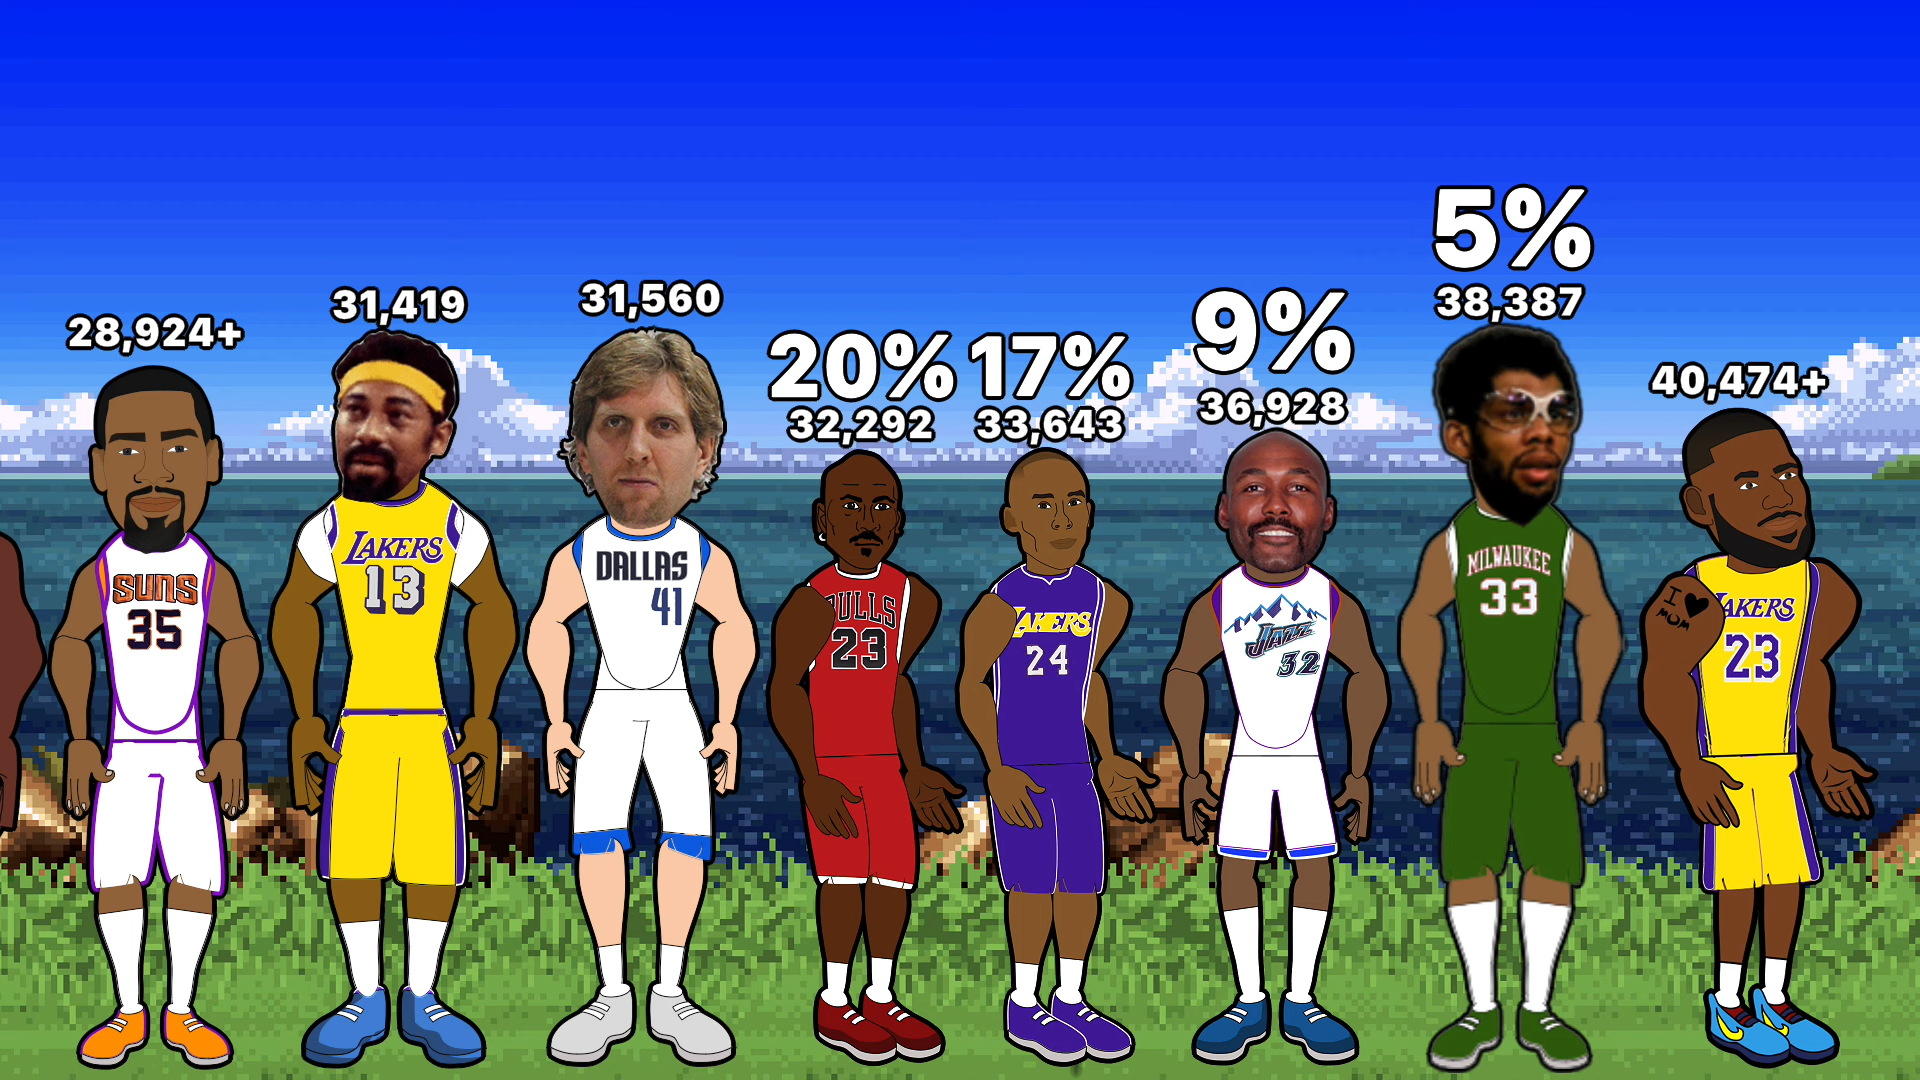 5%
38,387
9%
36,928
31,560
31,419
28,924+
20%
32,292
17%
33,643
40,474+
SUNS
35
LAKERS
13
DALLAS
41
BULLS
23
LAKERS
24
JAZZ
32
MILWAUKEE
33
I ♥
MOM
LAKERS
23